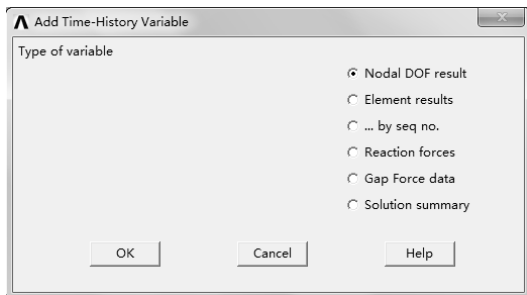 Add Time-History Variable
Type of variable
Nodal DOF result
Element results
... by seq no.
Reaction forces
Gap Force data
Solution summary
OK
Cancel
Help